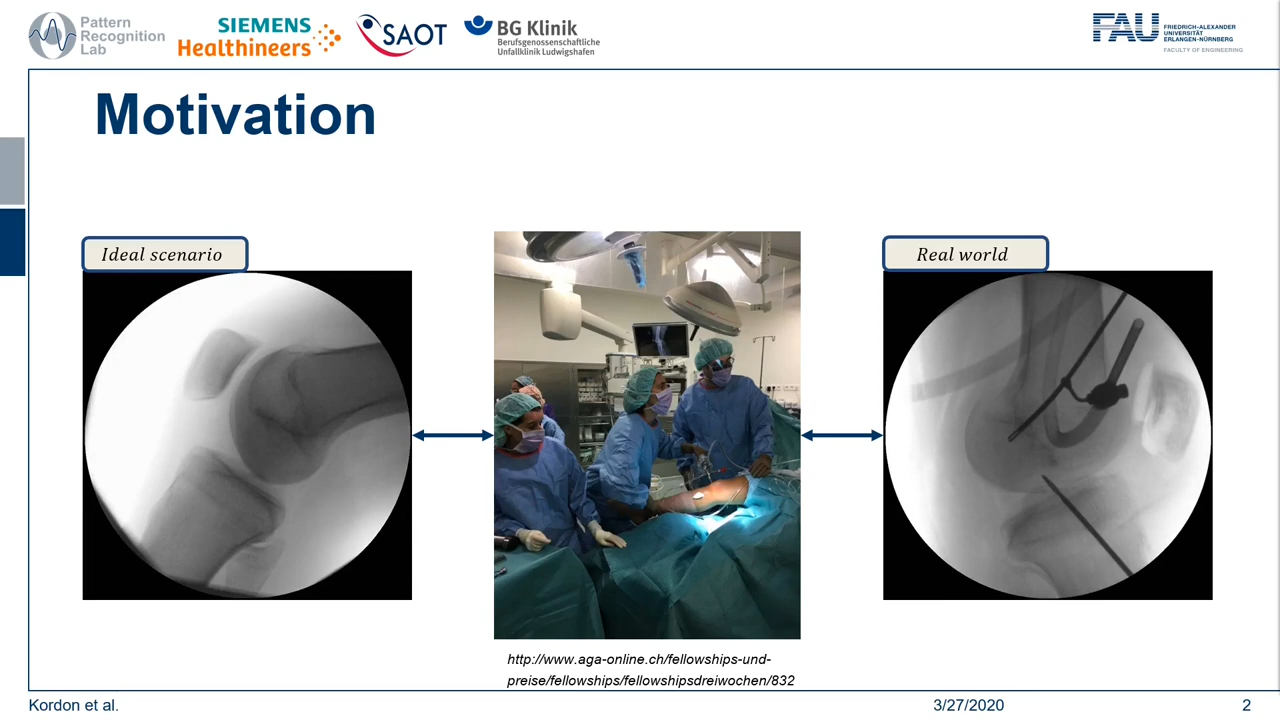 Pattern
Recognition
Lab
SIEMENS
Healthineers
SAOT
BG Klinik
Berufsgenossenschaftliche
Unfallklinik Ludwigshafen
FAU
FRIEDRICH-ALEXANDER
UNIVERSITÄT
ERLANGEN-NÜRNBERG
FACULTY OF ENGINEERING
Motivation
Ideal scenario
Real world
http://www.aga-online.ch/fellowships-und-
preise/fellowships/fellowshipsdreiwochen/832
Kordon et al.
3/27/2020
2